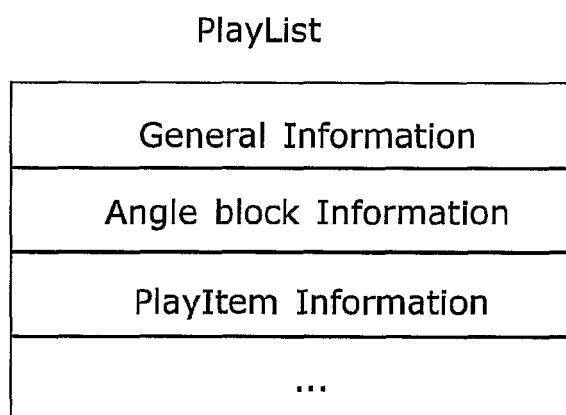 PlayList
General Information
Angle block Information
PlayItem Information
...